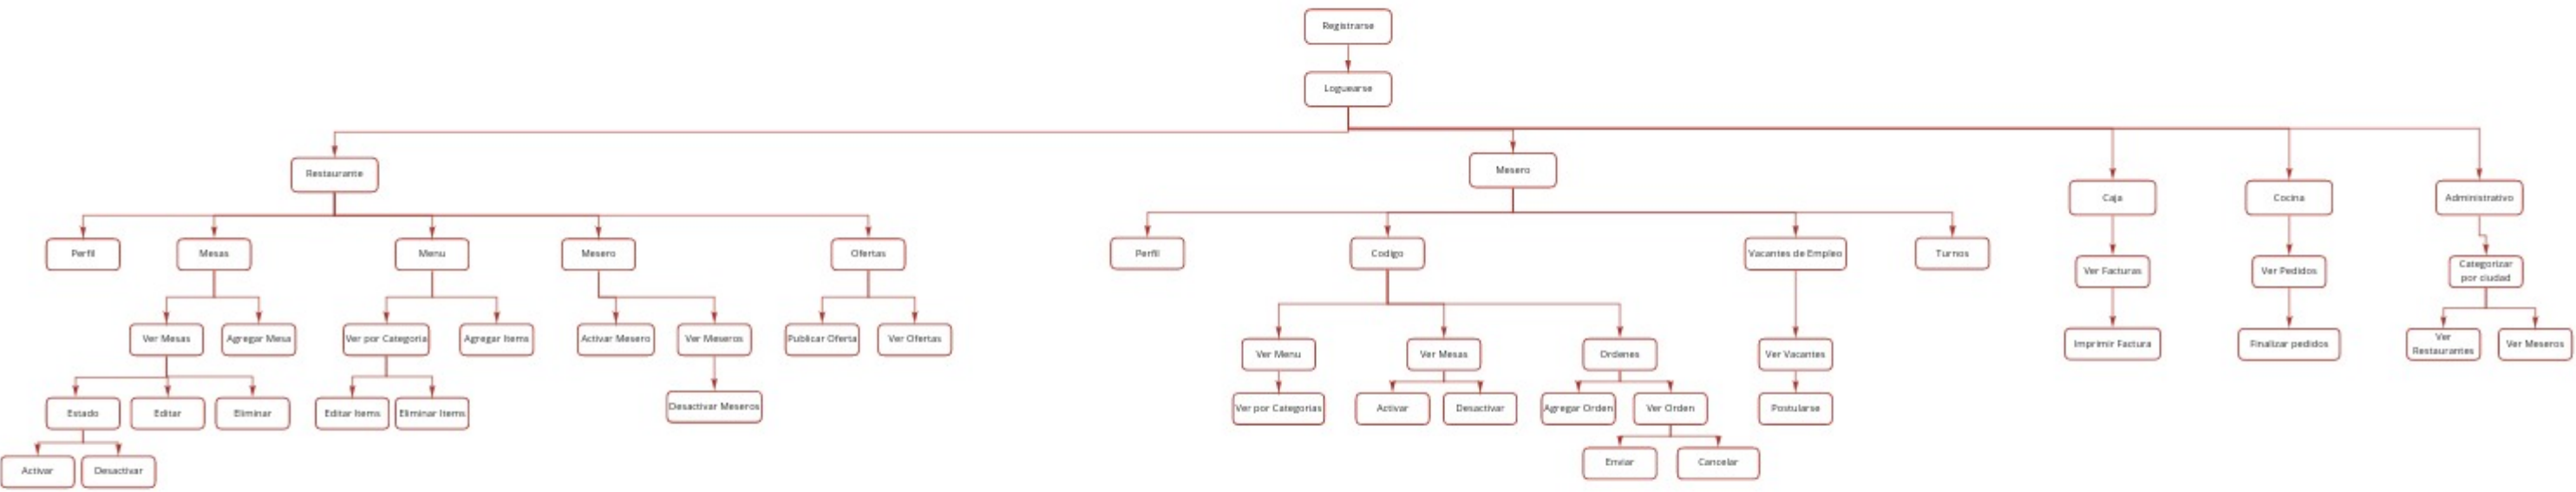 Registrarse
Loguearse
Restaurante
Mesero
Caja
Cocina
Administrativo
Perfil
Mesas
Menu
Mesero
Ofertas
Perfil
Codigo
Vacantes de Empleo
Turnos
Ver Facturas
Ver Pedidos
Categorizar
por ciudad
Ver Mesas
Agregar Mesa
Ver por Categoria
Agregar Items
Activar Mesero
Ver Meseros
Publicar Oferta
Ver Ofertas
Ver Menu
Ver Mesas
Ordenes
Ver Vacantes
Imprimir Factura
Finalizar pedidos
Ver
Restaurantes
Ver Meseros
Estado
Editar
Eliminar
Editar Items
Eliminar Items
Desactivar Meseros
Ver por Categorias
Activar
Desactivar
Agregar Orden
Ver Orden
Postularse
Activar
Desactivar
Enviar
Cancelar